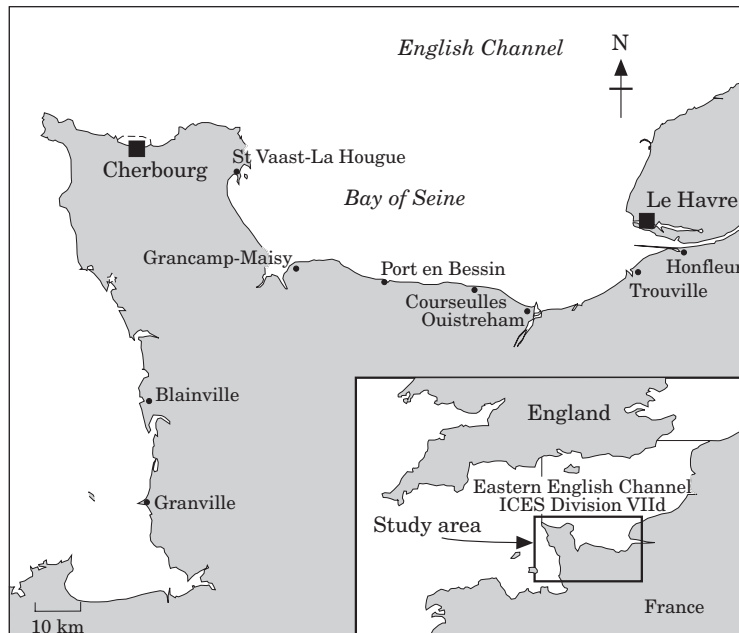 English Channel
N
St Vaast-La Hougue
Cherbourg
Bay of Seine
Le Havre
Grancamp-Maisy
Port en Bessin
Honfleur
Trouville
Courseulles
Ouistreham
Blainville
Granville
England
Eastern English Channel
ICES Division VIId
Study area
France
10 km